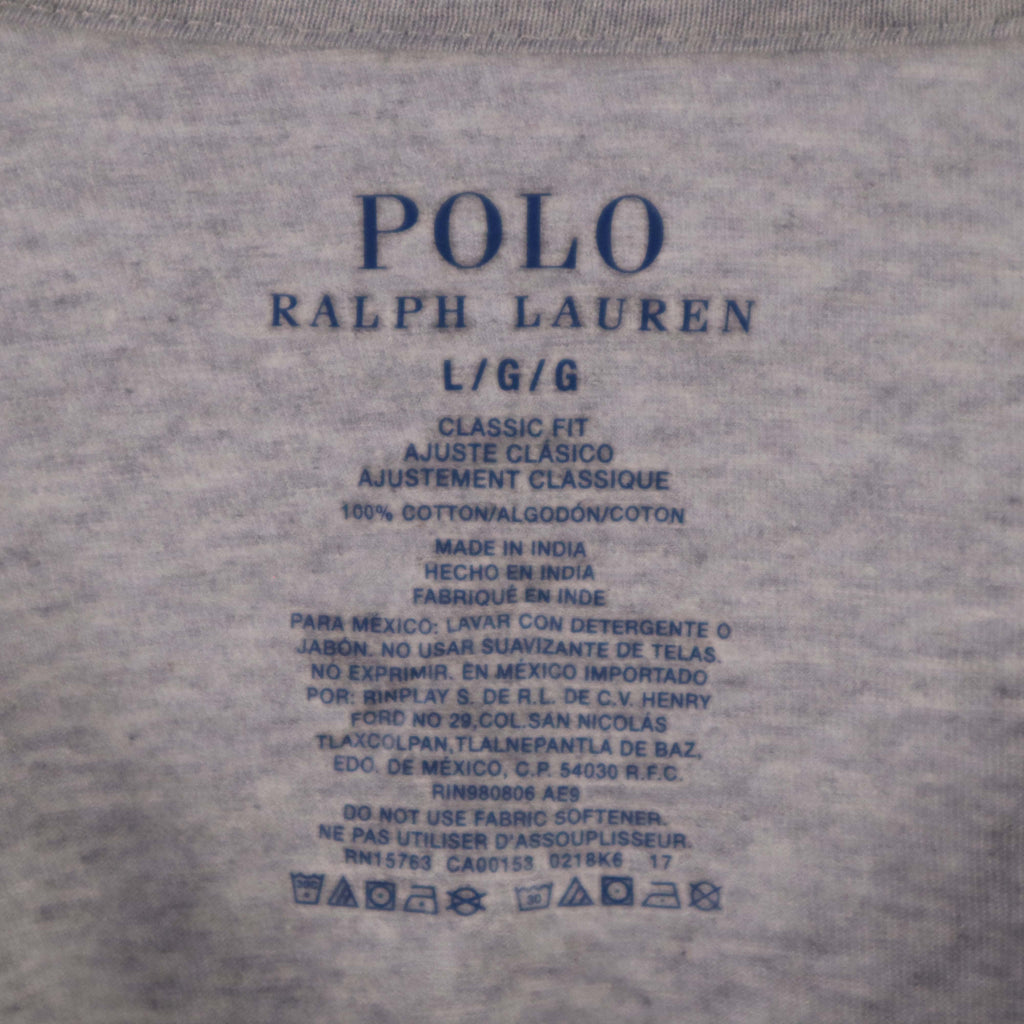 POLO
RALPH LAUREN
L/G/G
CLASSIC FIT
AJUSTE CLÁSICO
AJUSTEMENT CLASSIQUE
100% COTTON/ALGODÓN/COTON
MADE IN INDIA
HECHO EN INDIA
FABRIQUÉ EN INDE
PARA MÉXICO: LAVAR CON DETERGENTE O
JABÓN. NO USAR SUAVIZANTE DE TELAS.
NO EXPRIMIR. EN MÉXICO IMPORTADO
POR: RINPLAY S. DE R.L. DE C.V. HENRY
FORD NO 29,COL.SAN NICOLÁS
TLAXCOLPAN,TLALNEPANTLA DE BAZ,
EDO. DE MÉXICO, C.P. 54030 R.F.C.
RIN980806 AE9
DO NOT USE FABRIC SOFTENER.
NE PAS UTILISER D'ASSOUPLISSEUR.
RN15763 CA00153 0218K6 17
30